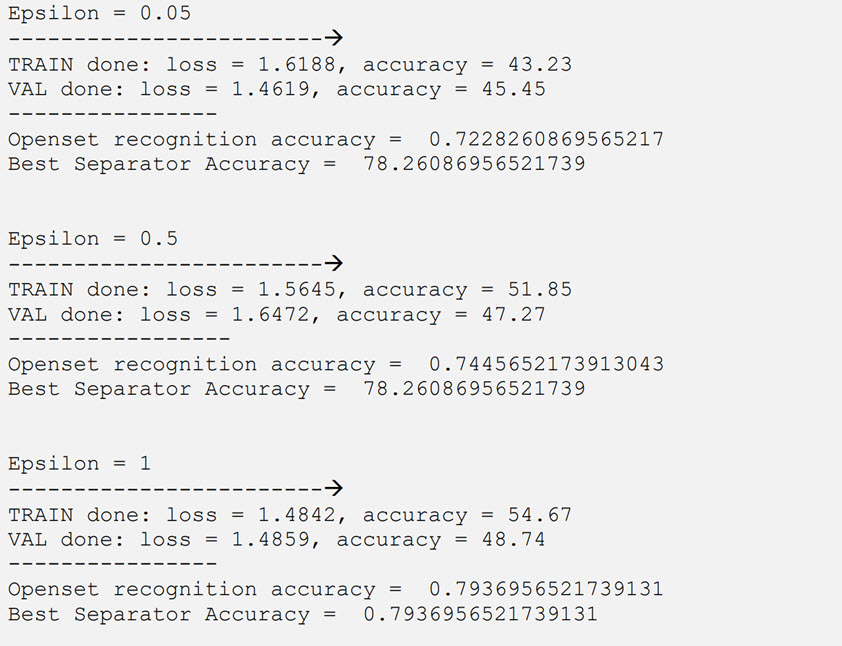 Epsilon = 0.05
------------------------→
TRAIN done: loss = 1.6188, accuracy = 43.23
VAL done: loss = 1.4619, accuracy = 45.45
----------------
Openset recognition accuracy =  0.7228260869565217
Best Separator Accuracy =  78.26086956521739
Epsilon = 0.5
------------------------→
TRAIN done: loss = 1.5645, accuracy = 51.85
VAL done: loss = 1.6472, accuracy = 47.27
-----------------
Openset recognition accuracy =  0.7445652173913043
Best Separator Accuracy =  78.26086956521739
Epsilon = 1
------------------------→
TRAIN done: loss = 1.4842, accuracy = 54.67
VAL done: loss = 1.4859, accuracy = 48.74
----------------
Openset recognition accuracy =  0.7936956521739131
Best Separator Accuracy =  0.7936956521739131